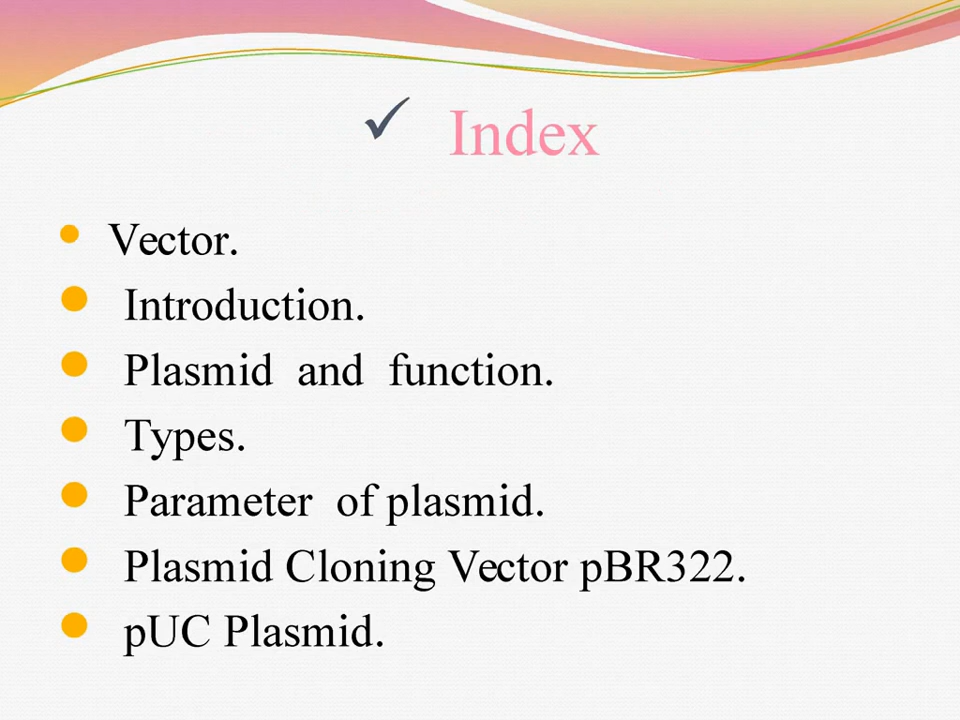 ✓ Index
• Vector.
• Introduction.
• Plasmid and function.
• Types.
• Parameter of plasmid.
• Plasmid Cloning Vector pBR322.
• pUC Plasmid.